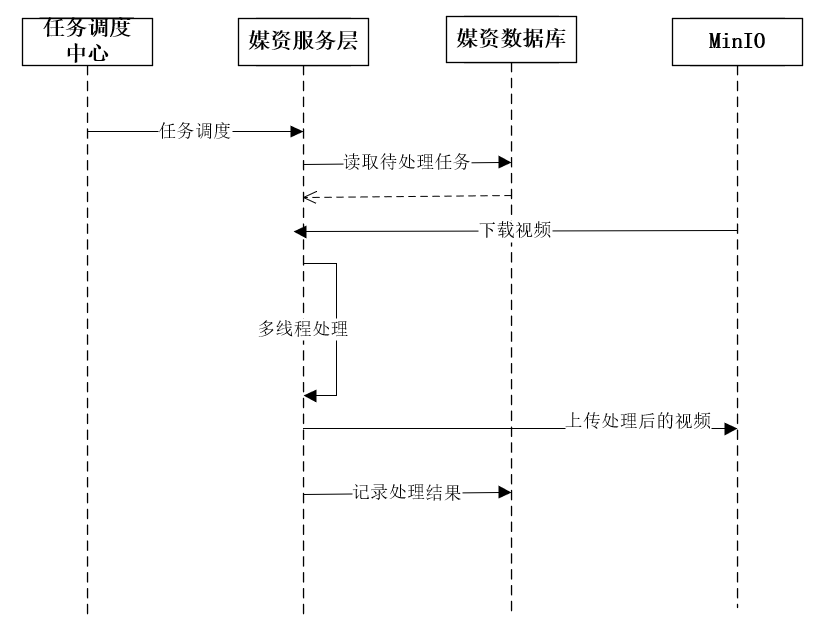 任务调度
中心
媒资服务层
媒资数据库
MinIO
任务调度
读取待处理任务
下载视频
多线程处理
上传处理后的视频
记录处理结果